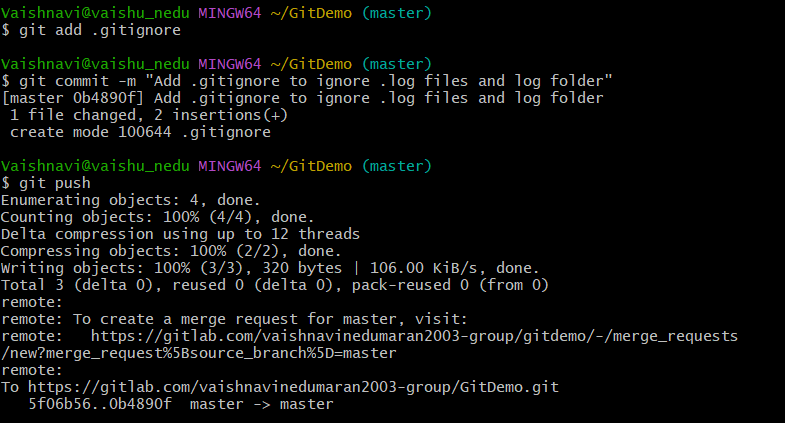 Vaishnavi@vaishu_nedu MINGW64 ~/GitDemo (master)
$ git add .gitignore
Vaishnavi@vaishu_nedu MINGW64 ~/GitDemo (master)
$ git commit -m "Add .gitignore to ignore .log files and log folder"
[master 0b4890f] Add .gitignore to ignore .log files and log folder
 1 file changed, 2 insertions(+)
 create mode 100644 .gitignore
Vaishnavi@vaishu_nedu MINGW64 ~/GitDemo (master)
$ git push
Enumerating objects: 4, done.
Counting objects: 100% (4/4), done.
Delta compression using up to 12 threads
Compressing objects: 100% (2/2), done.
Writing objects: 100% (3/3), 320 bytes | 106.00 KiB/s, done.
Total 3 (delta 0), reused 0 (delta 0), pack-reused 0 (from 0)
remote:
remote: To create a merge request for master, visit:
remote:   https://gitlab.com/vaishnavinedumaran2003-group/gitdemo/-/merge_requests
/new?merge_request%5Bsource_branch%5D=master
remote:
To https://gitlab.com/vaishnavinedumaran2003-group/GitDemo.git
   5f06b56..0b4890f  master -> master